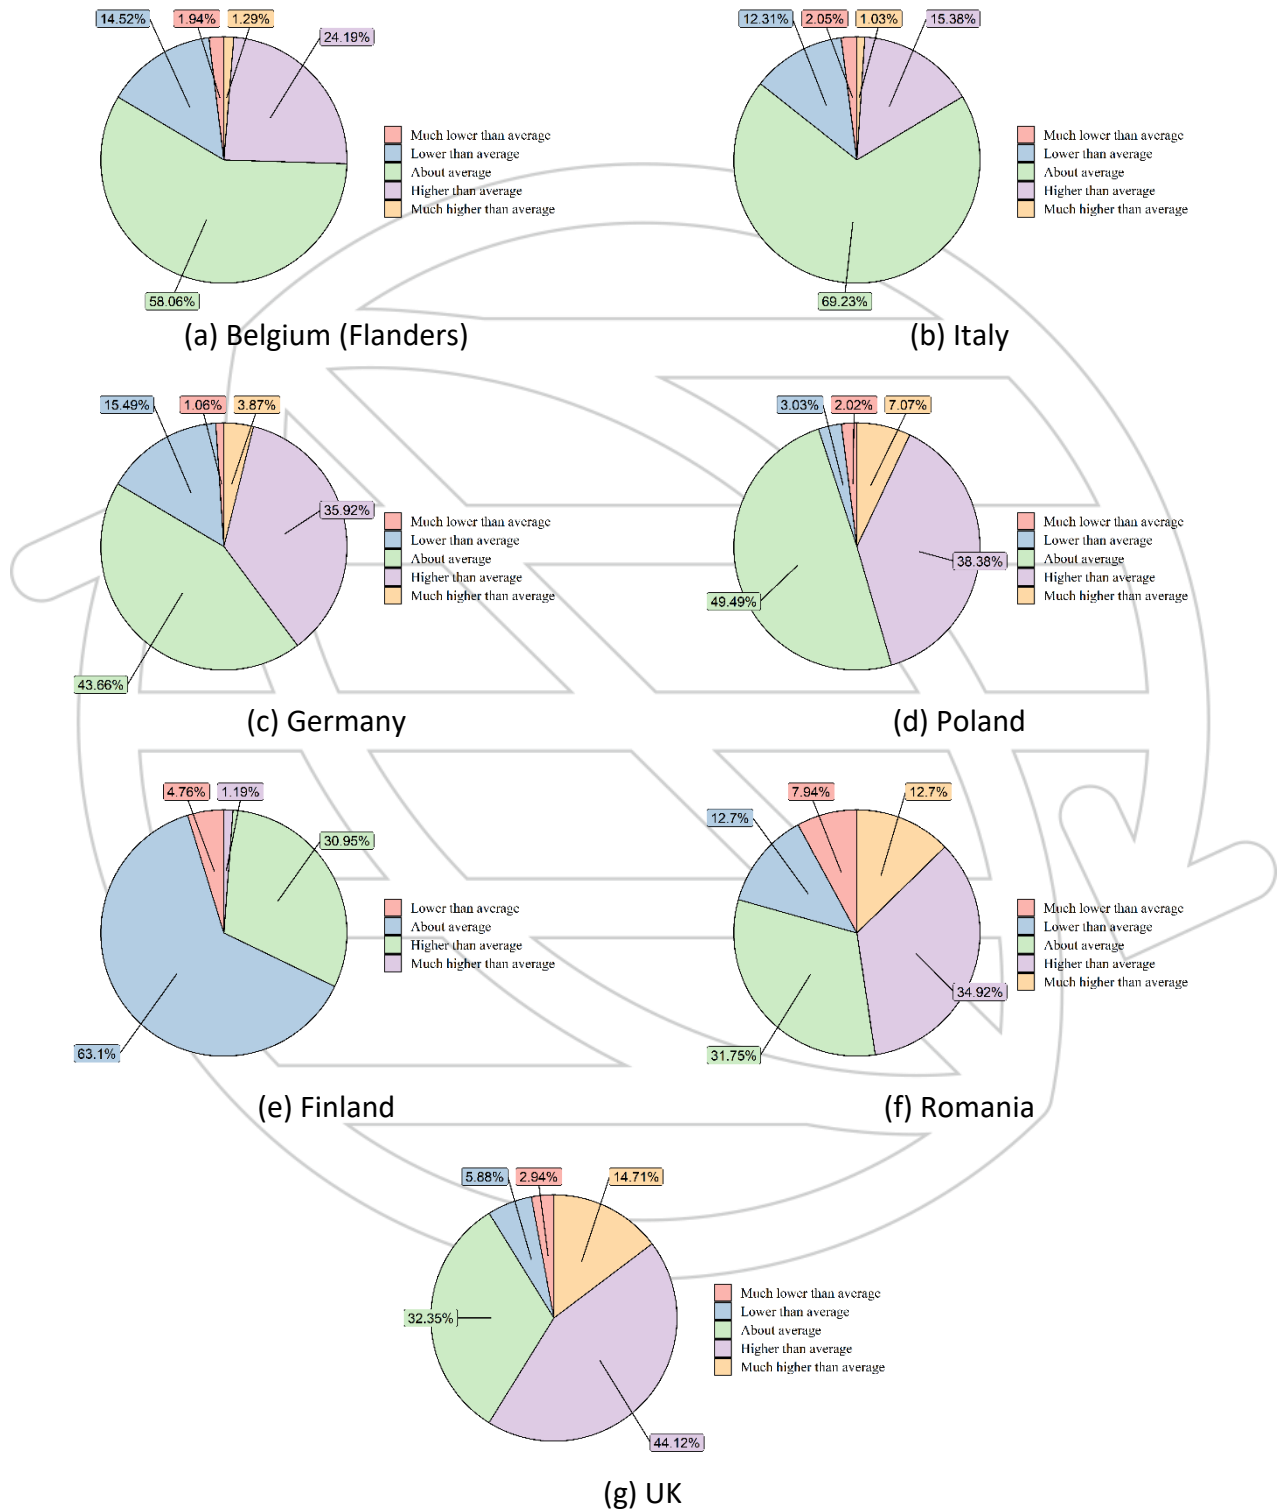 14.52%
1.94%
1.29%
24.19%
Much lower than average
Lower than average
About average
Higher than average
Much higher than average
58.06%
(a) Belgium (Flanders)
12.31%
2.05%
1.03%
15.38%
Much lower than average
Lower than average
About average
Higher than average
Much higher than average
69.23%
(b) Italy
15.49%
1.06%
3.87%
35.92%
Much lower than average
Lower than average
About average
Higher than average
Much higher than average
43.66%
(c) Germany
3.03%
2.02%
7.07%
38.38%
Much lower than average
Lower than average
About average
Higher than average
Much higher than average
49.49%
(d) Poland
4.76%
1.19%
30.95%
Lower than average
About average
Higher than average
Much higher than average
63.1%
(e) Finland
12.7%
7.94%
12.7%
Much lower than average
Lower than average
About average
Higher than average
Much higher than average
34.92%
31.75%
(f) Romania
5.88%
2.94%
14.71%
32.35%
Much lower than average
Lower than average
About average
Higher than average
Much higher than average
44.12%
(g) UK